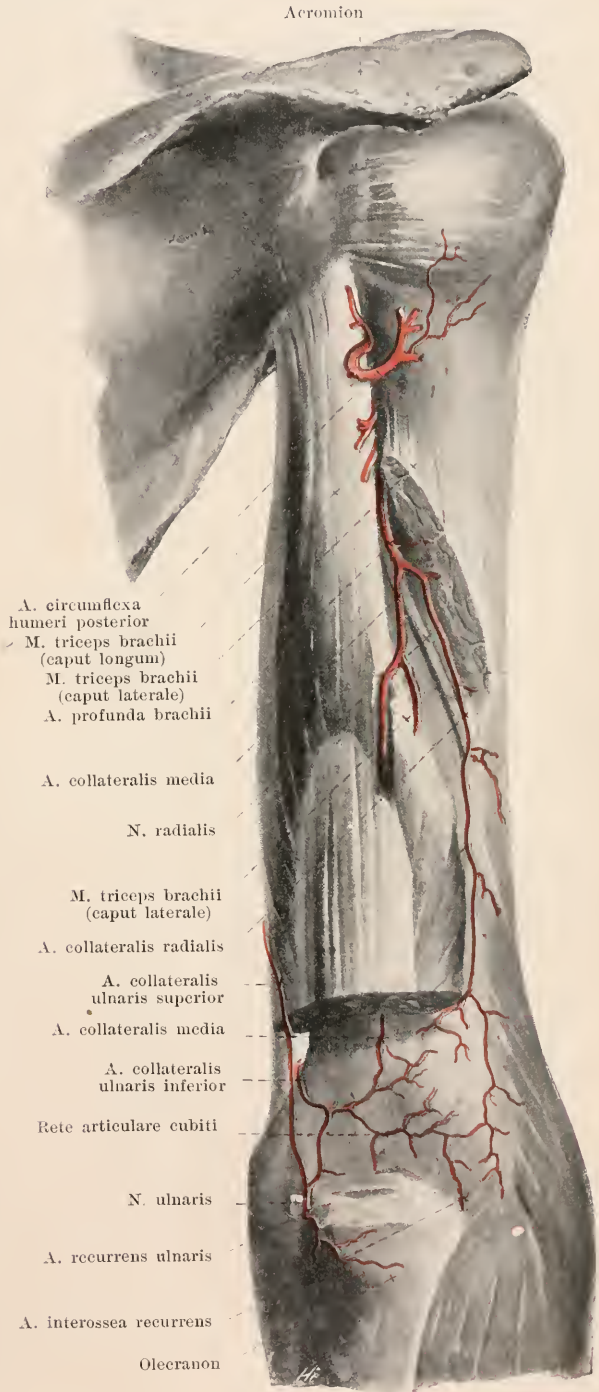 Acromion
A. circumflexa
humeri posterior
M. triceps brachii
(caput longum)
M. triceps brachii
(caput laterale)
A. profunda brachii
A. collateralis media
N. radialis
M. triceps brachii
(caput laterale)
A. collateralis radialis
A. collateralis
ulnaris superior
A. collateralis media
A. collateralis
ulnaris inferior
Rete articulare cubiti
N. ulnaris
A. recurrens ulnaris
A. interossea recurrens
Olecranon